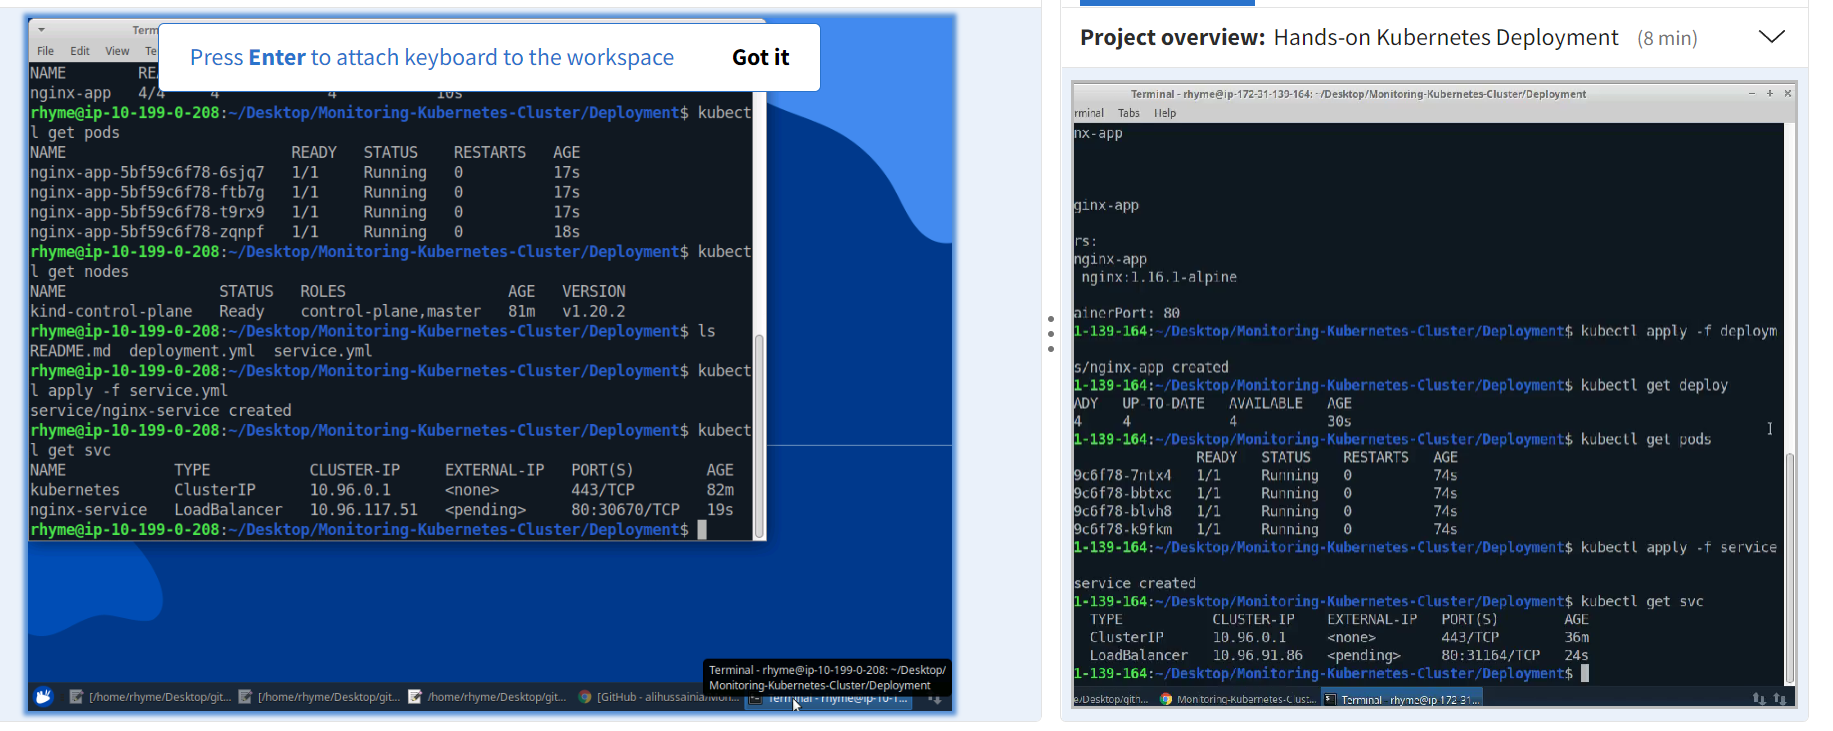 Terminal
File Edit View Te
Press Enter to attach keyboard to the workspace Got it
NAME RE
nginx-app 4/4 4 4 10s
rhyme@ip-10-199-0-208:~/Desktop/Monitoring-Kubernetes-Cluster/Deployment$ kubect
l get pods
NAME READY STATUS RESTARTS AGE
nginx-app-5bf59c6f78-6sjq7 1/1 Running 0 17s
nginx-app-5bf59c6f78-ftb7g 1/1 Running 0 17s
nginx-app-5bf59c6f78-t9rx9 1/1 Running 0 17s
nginx-app-5bf59c6f78-zqnpf 1/1 Running 0 18s
rhyme@ip-10-199-0-208:~/Desktop/Monitoring-Kubernetes-Cluster/Deployment$ kubect
l get nodes
NAME STATUS ROLES AGE VERSION
kind-control-plane Ready control-plane,master 81m v1.20.2
rhyme@ip-10-199-0-208:~/Desktop/Monitoring-Kubernetes-Cluster/Deployment$ ls
README.md deployment.yml service.yml
rhyme@ip-10-199-0-208:~/Desktop/Monitoring-Kubernetes-Cluster/Deployment$ kubect
l apply -f service.yml
service/nginx-service created
rhyme@ip-10-199-0-208:~/Desktop/Monitoring-Kubernetes-Cluster/Deployment$ kubect
l get svc
NAME TYPE CLUSTER-IP EXTERNAL-IP PORT(S) AGE
kubernetes ClusterIP 10.96.0.1 <none> 443/TCP 82m
nginx-service LoadBalancer 10.96.117.51 <pending> 80:30670/TCP 19s
rhyme@ip-10-199-0-208:~/Desktop/Monitoring-Kubernetes-Cluster/Deployment$
Terminal - rhyme@ip-10-199-0-208: ~/Desktop/
Monitoring-Kubernetes-Cluster/Deployment
[/home/rhyme/Desktop/git... [/home/rhyme/Desktop/git... /home/rhyme/Desktop/git... [GitHub - alihussainia/Mon... Terminal - rhyme@ip-10-1...
Project overview: Hands-on Kubernetes Deployment (8 min)
Terminal - rhyme@ip-172-31-139-164: ~/Desktop/Monitoring-Kubernetes-Cluster/Deployment
rminal Tabs Help
nx-app
ginx-app
rs:
nginx-app
nginx:1.16.1-alpine
ainerPort: 80
1-139-164:~/Desktop/Monitoring-Kubernetes-Cluster/Deployment$ kubectl apply -f deploym
s/nginx-app created
1-139-164:~/Desktop/Monitoring-Kubernetes-Cluster/Deployment$ kubectl get deploy
ADY UP-TO-DATE AVAILABLE AGE
4 4 4 30s
1-139-164:~/Desktop/Monitoring-Kubernetes-Cluster/Deployment$ kubectl get pods
READY STATUS RESTARTS AGE
9c6f78-7ntx4 1/1 Running 0 74s
9c6f78-bbtxc 1/1 Running 0 74s
9c6f78-blvh8 1/1 Running 0 74s
9c6f78-k9fkm 1/1 Running 0 74s
1-139-164:~/Desktop/Monitoring-Kubernetes-Cluster/Deployment$ kubectl apply -f service
service created
1-139-164:~/Desktop/Monitoring-Kubernetes-Cluster/Deployment$ kubectl get svc
TYPE CLUSTER-IP EXTERNAL-IP PORT(S) AGE
ClusterIP 10.96.0.1 <none> 443/TCP 36m
LoadBalancer 10.96.91.86 <pending> 80:31164/TCP 24s
1-139-164:~/Desktop/Monitoring-Kubernetes-Cluster/Deployment$
e/Desktop/gith... Monitoring-Kubernetes-Clust... Terminal - rhyme@ip-172-31...